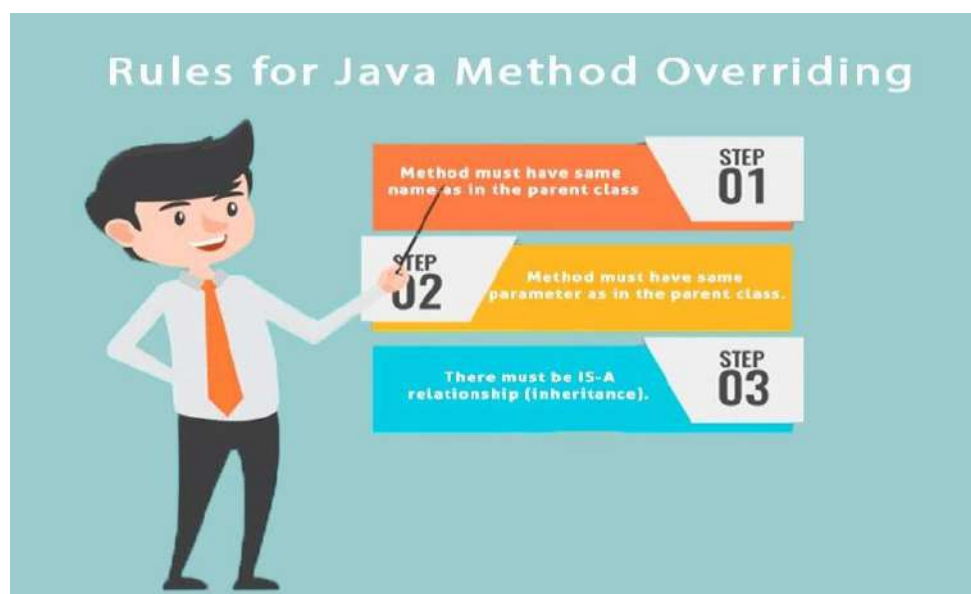 Rules for Java Method Overriding
Method must have same
name as in the parent class
STEP
01
STEP
02
Method must have same
parameter as in the parent class.
There must be IS-A
relationship (inheritance).
STEP
03